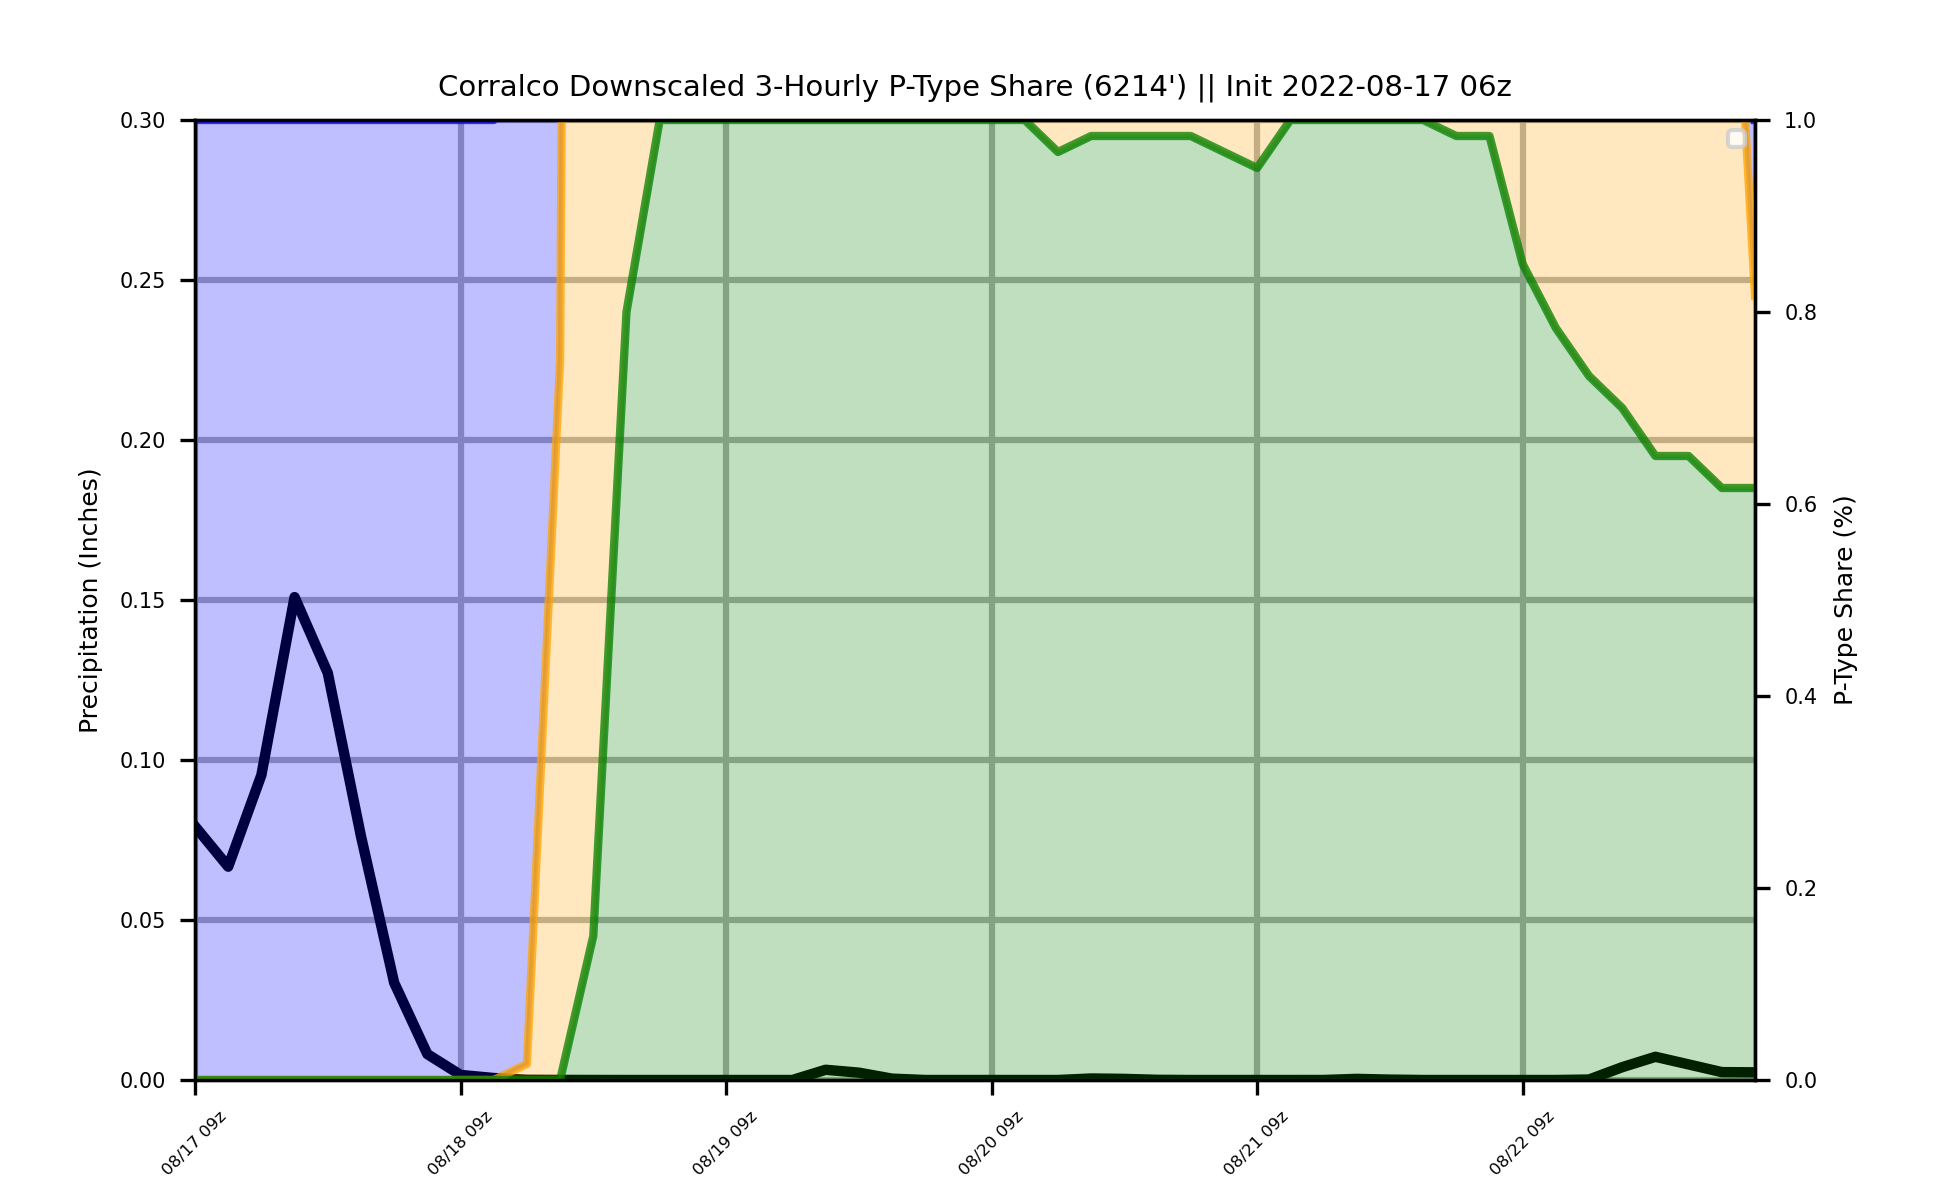 Corralco Downscaled 3-Hourly P-Type Share (6214') || Init 2022-08-17 06z
0.30
0.25
0.20
0.15
0.10
0.05
0.00
Precipitation (Inches)
1.0
0.8
0.6
0.4
0.2
0.0
P-Type Share (%)
08/17 09z
08/18 09z
08/19 09z
08/20 09z
08/21 09z
08/22 09z